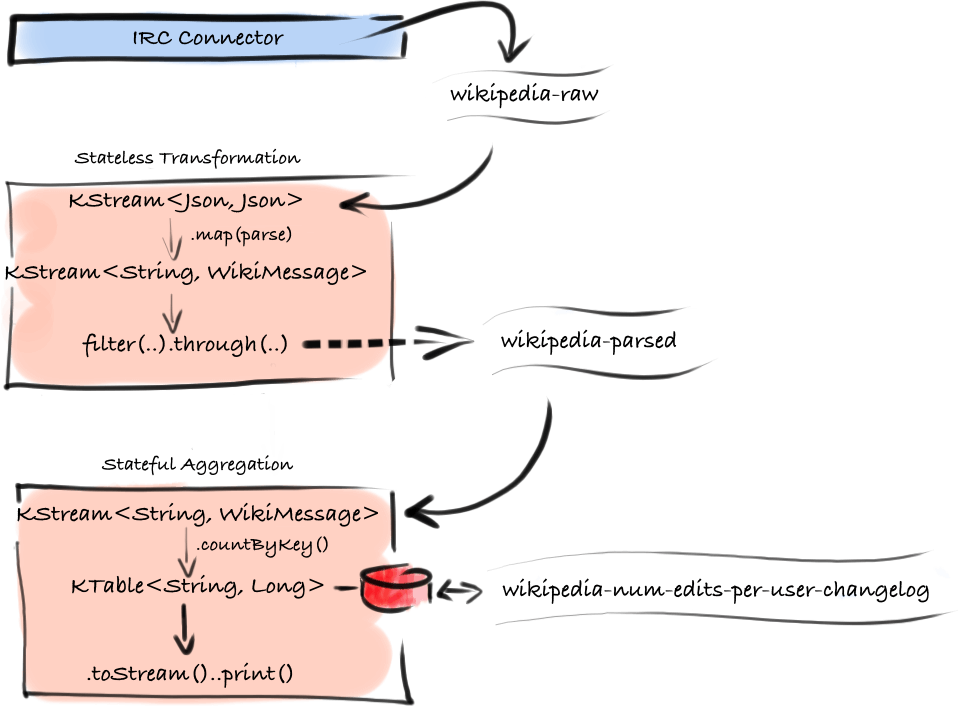 IRC Connector
wikipedia-raw
Stateless Transformation
KStream<Json, Json>
.map(parse)
KStream<String, WikiMessage>
filter(..).through(..)
wikipedia-parsed
Stateful Aggregation
KStream<String, WikiMessage>
.countByKey()
KTable<String, Long>
wikipedia-num-edits-per-user-changelog
.toStream()..print()